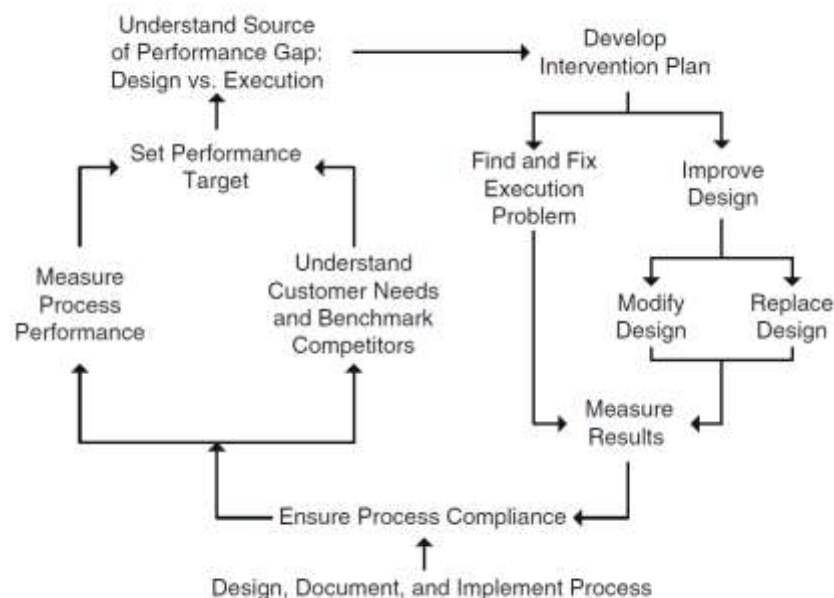 Understand Source
of Performance Gap:
Design vs. Execution
Develop
Intervention Plan
Set Performance
Target
Find and Fix
Execution
Problem
Improve
Design
Measure
Process
Performance
Understand
Customer Needs
and Benchmark
Competitors
Modify
Design
Replace
Design
Measure
Results
Ensure Process Compliance
Design, Document, and Implement Process